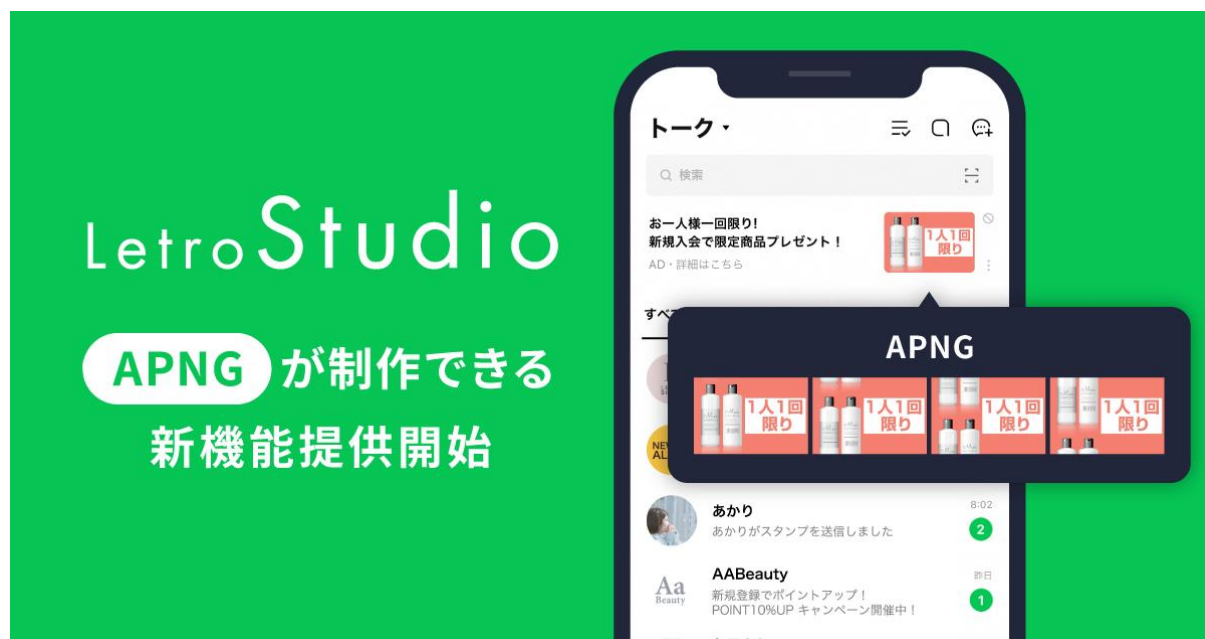 LetroStudio
APNG が制作できる
新機能提供開始
トーク
検索
お一人様一回限り!
新規入会で限定商品プレゼント！
AD・詳細はこちら
1人1回
限り
すべ
APNG
1人1回
限り
1人1回
限り
1人1回
限り
1人1回
限り
NE
AL
あかり
8:02
あかりがスタンプを送信しました
2
Aa
Beauty
AABeauty
昨日
新規登録でポイントアップ！
POINT10%UP キャンペーン開催中！
1